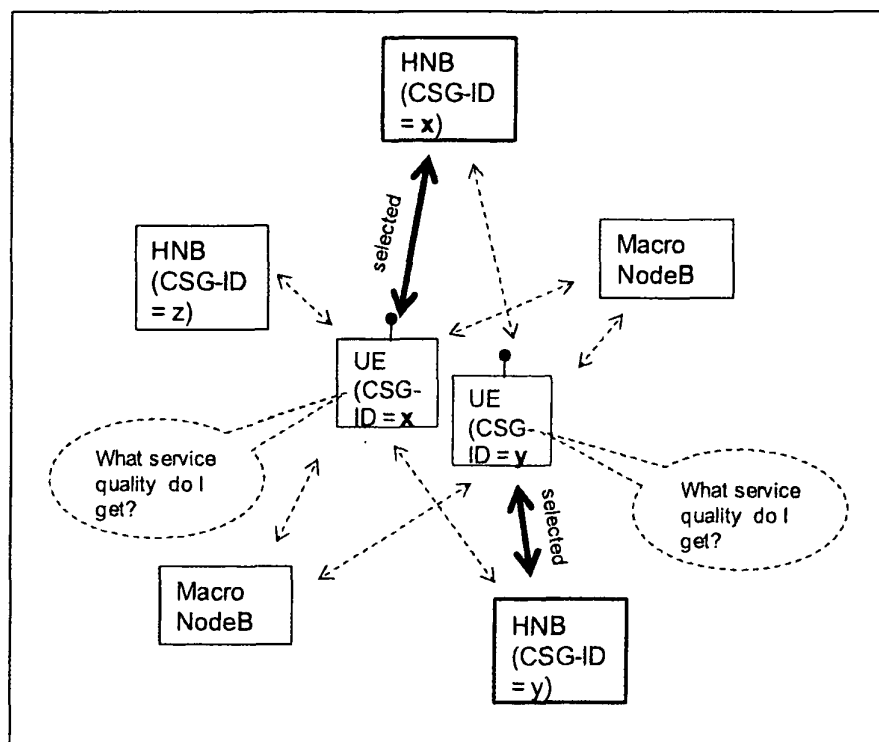 HNB
(CSG-ID
= x)
selected
HNB
(CSG-ID
= z)
Macro
NodeB
UE
(CSG-
ID = x
UE
(CSG
ID = y
What service
quality do I
get?
What service
quality do I
get?
selected
Macro
NodeB
HNB
(CSG-ID
= y)